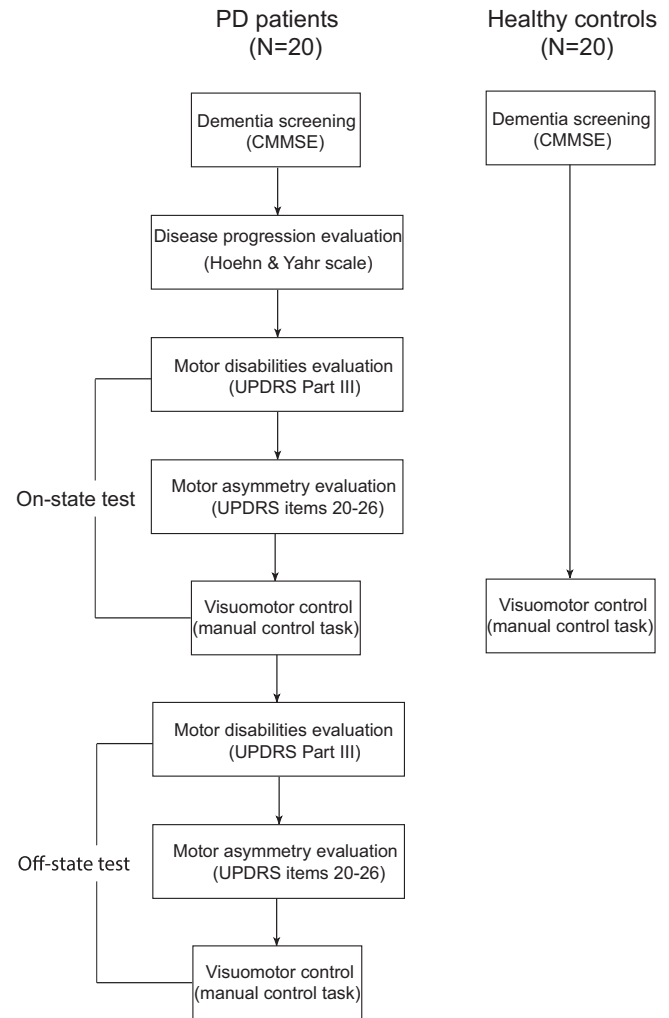 PD patients
(N=20)
Healthy controls
(N=20)
Dementia screening
(CMMSE)
Dementia screening
(CMMSE)
Disease progression evaluation
(Hoehn & Yahr scale)
Motor disabilities evaluation
(UPDRS Part III)
On-state test
Motor asymmetry evaluation
(UPDRS items 20-26)
Visuomotor control
(manual control task)
Visuomotor control
(manual control task)
Motor disabilities evaluation
(UPDRS Part III)
Off-state test
Motor asymmetry evaluation
(UPDRS items 20-26)
Visuomotor control
(manual control task)